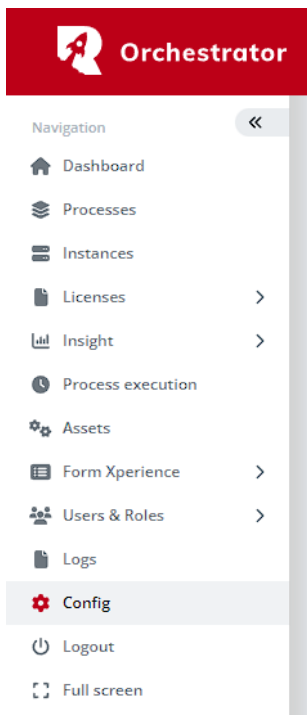 Orchestrator
Navigation
Dashboard
Processes
Instances
Licenses
Insight
Process execution
Assets
Form Xperience
Users & Roles
Logs
Config
Logout
Full screen